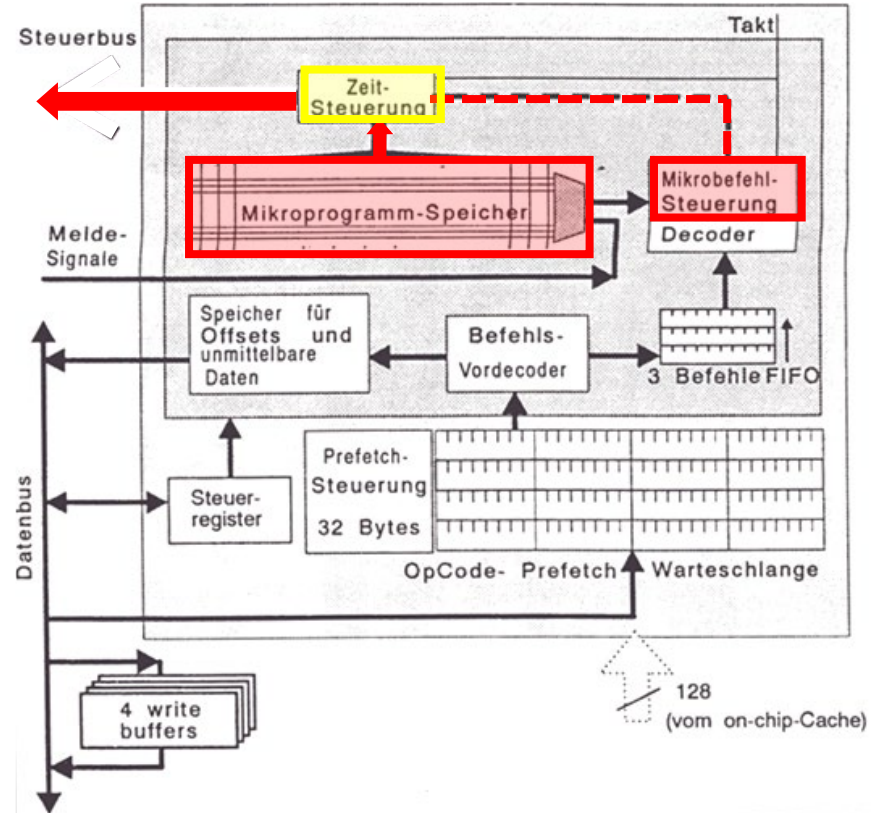 Takt
Steuerbus
Zeit-
Steuerung
Mikroprogramm-Speicher
Mikrobefehl-
Steuerung
Decoder
Melde-
Signale
Speicher für
Offsets und
unmittelbare
Daten
Befehls-
Vordecoder
3 Befehle FIFO
Prefetch-
Steuerung
32 Bytes
Steuer-
register
OpCode- Prefetch Warteschlange
Datenbus
4 write
buffers
128
(vom on-chip-Cache)